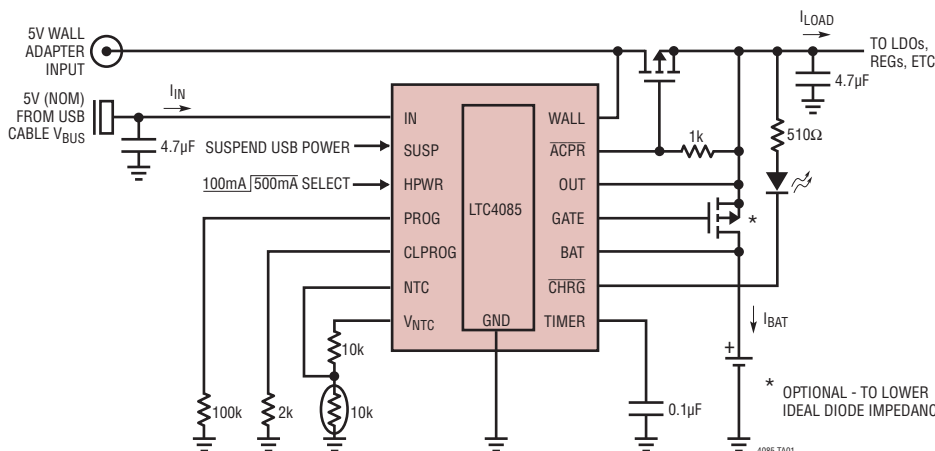 5V WALL
ADAPTER
INPUT
5V (NOM)
FROM USB
CABLE VBUS
IIN
4.7µF
SUSPEND USB POWER
100mA 500mA SELECT
IN
SUSP
HPWR
PROG
CLPROG
NTC
VNTC
LTC4085
GND
WALL
ACPR
OUT
GATE
BAT
CHRG
TIMER
ILOAD
TO LDOs,
REGs, ETC
4.7µF
510Ω
1k
*
IBAT
+
* OPTIONAL - TO LOWER
IDEAL DIODE IMPEDANC
10k
100k
2k
10k
0.1µF
4085 TA01